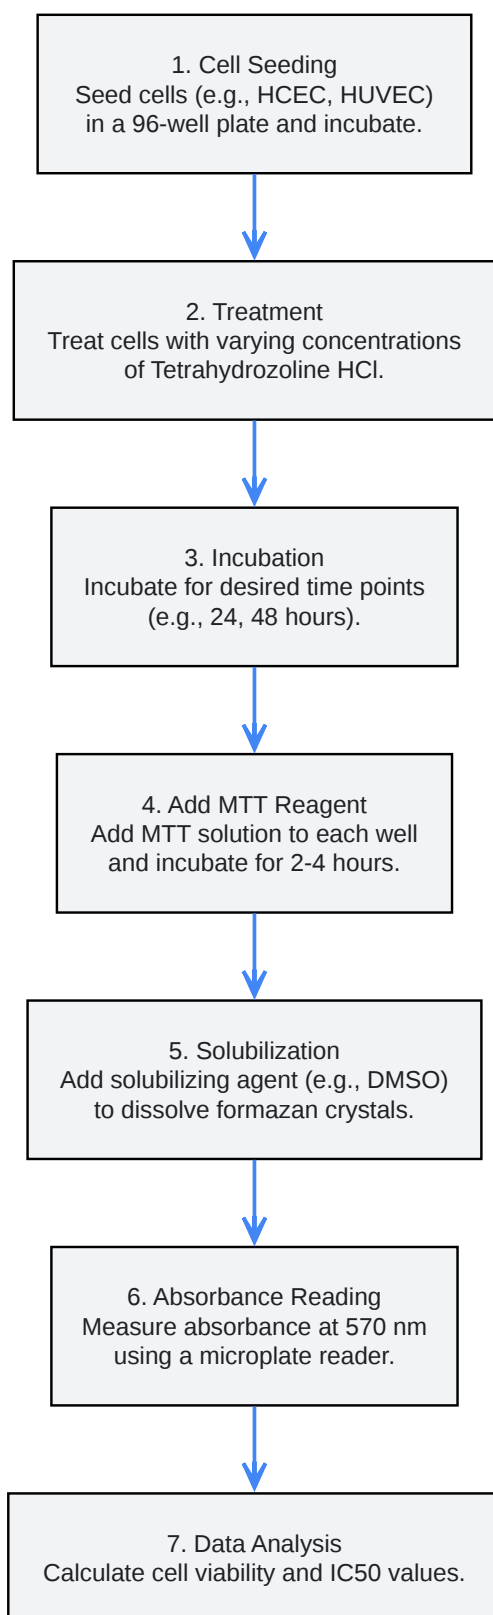 1. Cell Seeding
Seed cells (e.g., HCEC, HUVEC)
in a 96-well plate and incubate.
2. Treatment
Treat cells with varying concentrations
of Tetrahydrozoline HCl.
3. Incubation
Incubate for desired time points
(e.g., 24, 48 hours).
4. Add MTT Reagent
Add MTT solution to each well
and incubate for 2-4 hours.
5. Solubilization
Add solubilizing agent (e.g., DMSO)
to dissolve formazan crystals.
6. Absorbance Reading
Measure absorbance at 570 nm
using a microplate reader.
7. Data Analysis
Calculate cell viability and IC50 values.